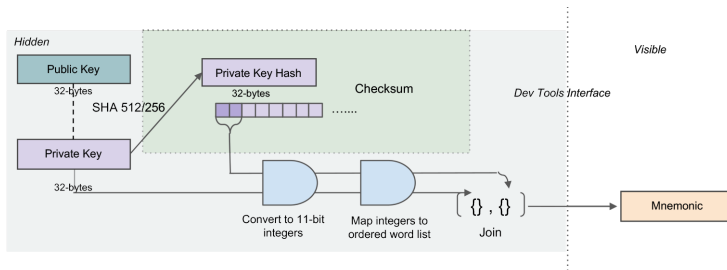 Hidden
Visible
Public Key
32-bytes
Private Key Hash
32-bytes
Checksum
Dev Tools Interface
SHA 512/256
.......
Private Key
32-bytes
Convert to 11-bit
integers
Map integers to
ordered word list
{} , {}
Join
Mnemonic